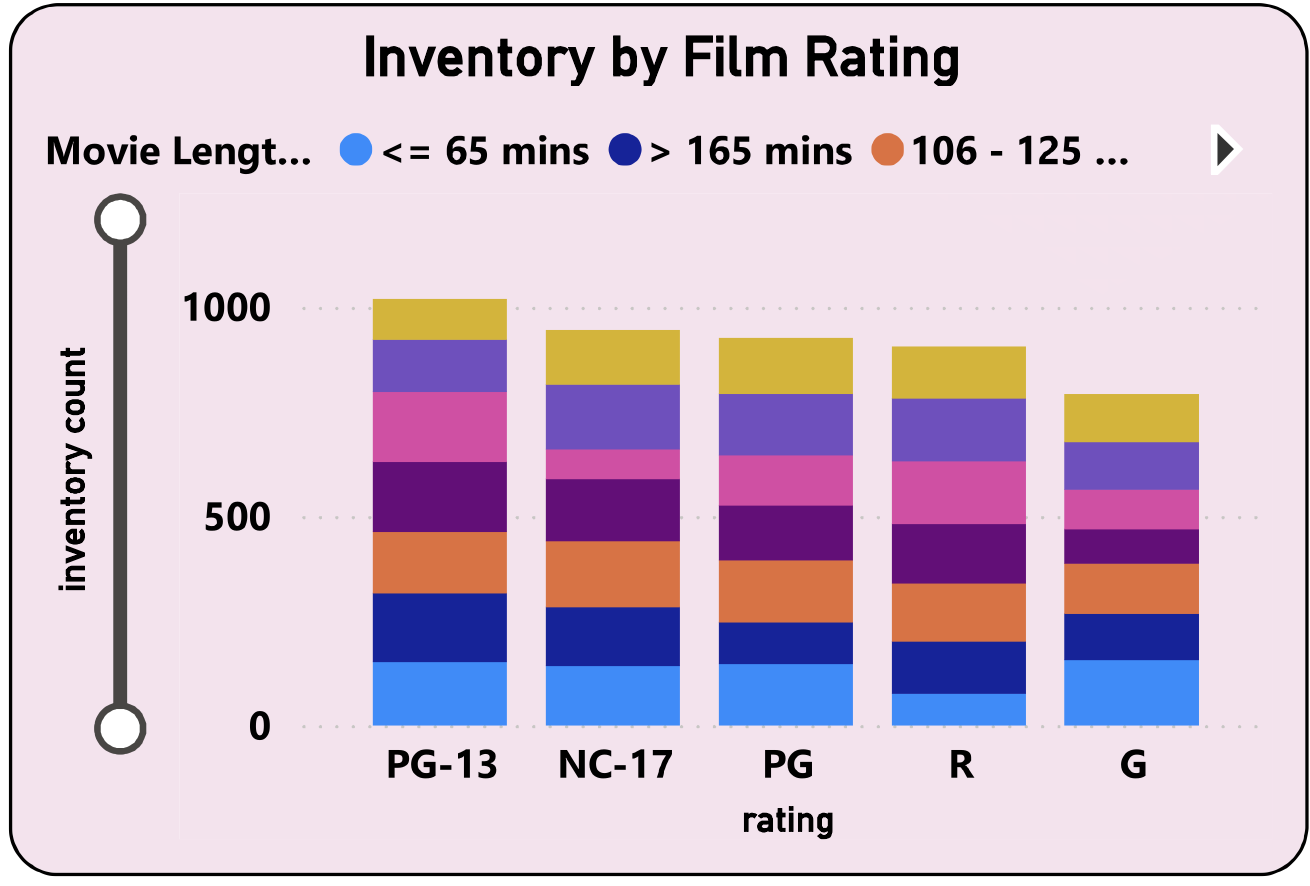 Inventory by Film Rating
Movie Lengt... <= 65 mins > 165 mins 106 - 125 ...
1000
500
0
inventory count
PG-13 NC-17 PG R G
rating